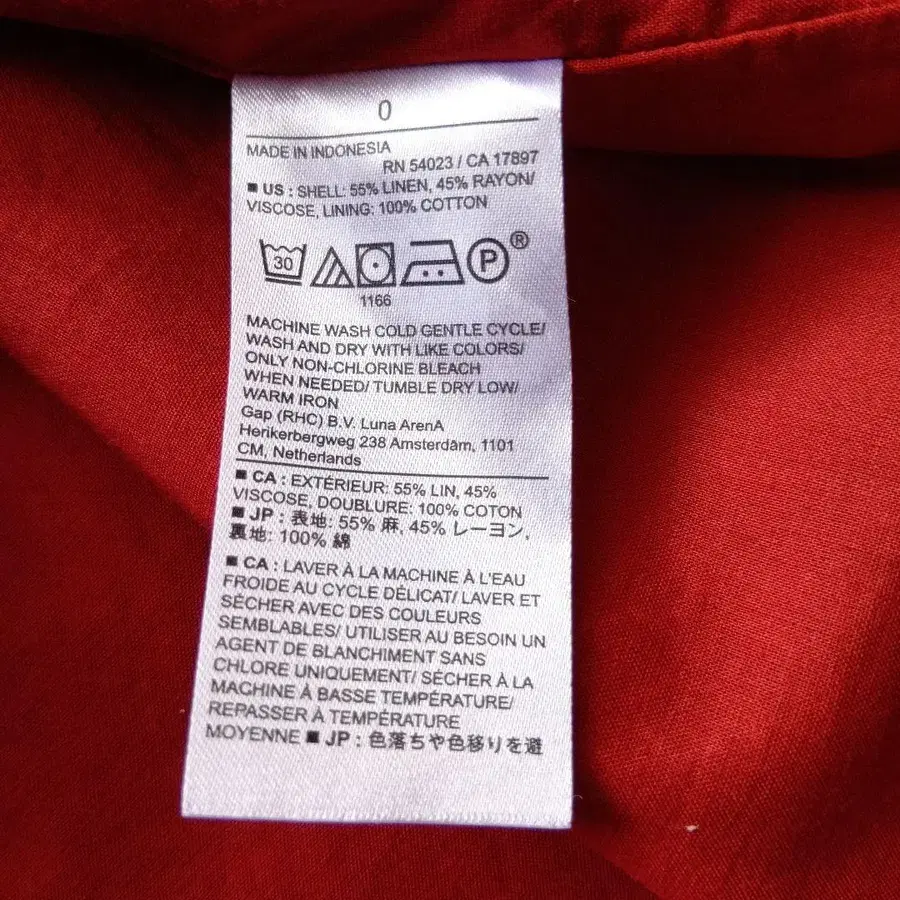 0
MADE IN INDONESIA
RN 54023 / CA 17897
■ US : SHELL: 55% LINEN, 45% RAYON/
VISCOSE, LINING: 100% COTTON
30 P ®
1166
MACHINE WASH COLD GENTLE CYCLE/
WASH AND DRY WITH LIKE COLORS/
ONLY NON-CHLORINE BLEACH
WHEN NEEDED/ TUMBLE DRY LOW/
WARM IRON
Gap (RHC) B.V. Luna ArenA
Herikerbergweg 238 Amsterdam, 1101
CM, Netherlands
■ CA : EXTÉRIEUR: 55% LIN, 45%
VISCOSE, DOUBLURE: 100% COTON
■ JP : 表地: 55% 麻, 45% レーヨン,
裏地: 100% 綿
■ CA : LAVER À LA MACHINE À L'EAU
FROIDE AU CYCLE DÉLICAT/ LAVER ET
SÉCHER AVEC DES COULEURS
SEMBLABLES/ UTILISER AU BESOIN UN
AGENT DE BLANCHIMENT SANS
CHLORE UNIQUEMENT/ SÉCHER À LA
MACHINE À BASSE TEMPÉRATURE/
REPASSER À TEMPÉRATURE
MOYENNE ■ JP : 色落ちや色移りを避